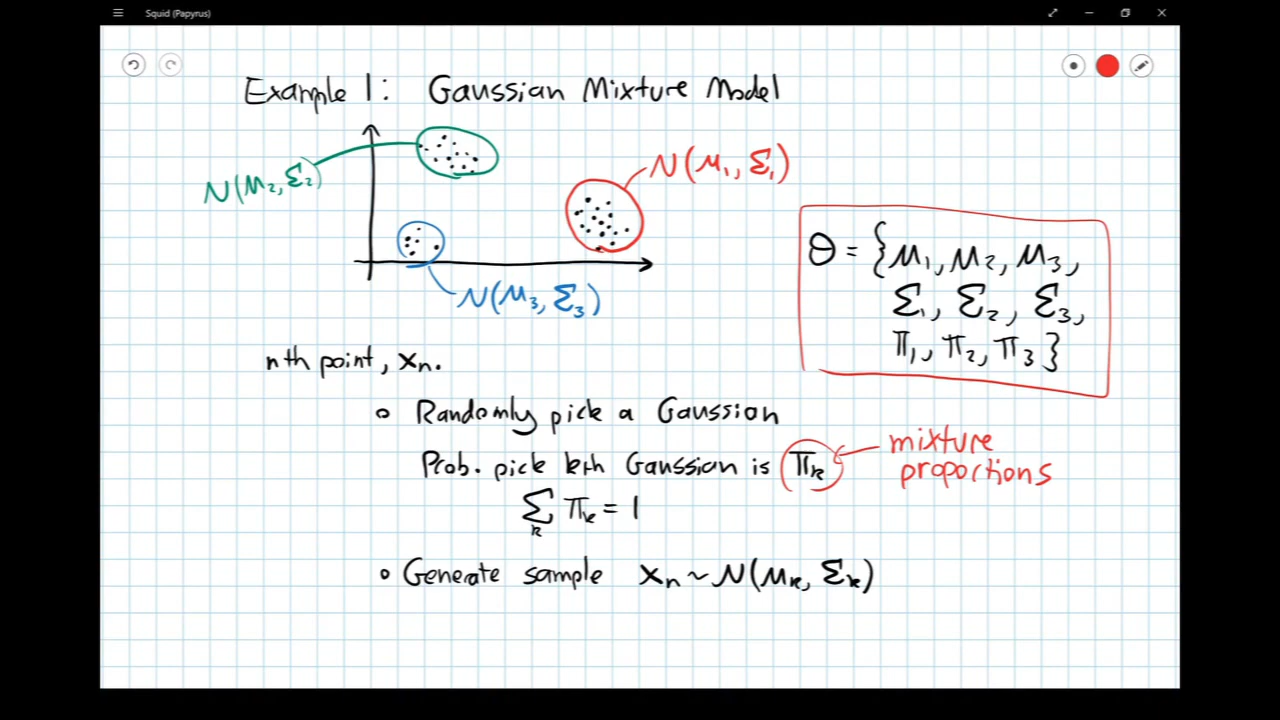 Squid (Papyrus)
Example 1: Gaussian Mixture Model
N(μ₁, Σ₁)
N(μ₂, Σ₂)
N(μ₃, Σ₃)
θ = {μ₁, μ₂, μ₃,
Σ₁, Σ₂, Σ₃,
π₁, π₂, π₃}
nth point, xₙ.
◦ Randomly pick a Gaussian
Prob. pick kth Gaussian is πₖ
mixture
proportions
Σₖ πₖ = 1
◦ Generate sample xₙ ~ N(μₖ, Σₖ)